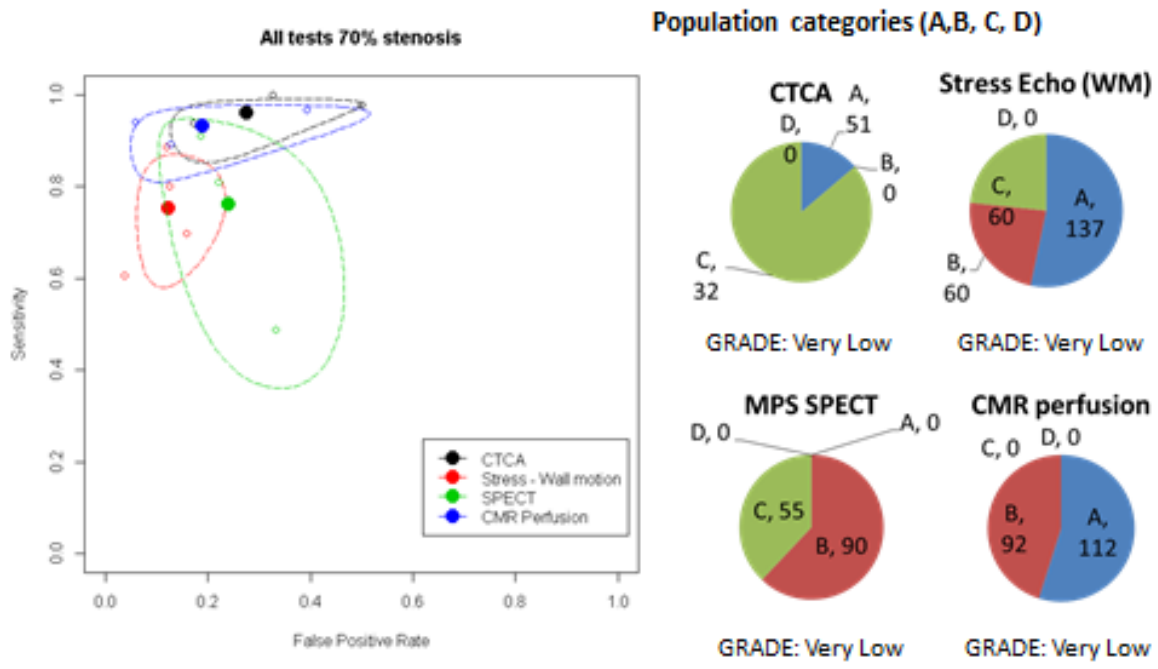 All tests 70% stenosis
Sensitivity
1.0
0.8
0.6
0.4
0.2
0.0
0.0 0.2 0.4 0.6 0.8 1.0
False Positive Rate
CTCA
Stress - Wall motion
SPECT
CMR Perfusion
Population categories (A,B, C, D)
CTCA
D,
0
A,
51
B,
0
C,
32
GRADE: Very Low
Stress Echo (WM)
D, 0
C,
60
A,
137
B,
60
GRADE: Very Low
MPS SPECT
D, 0
A, 0
C, 55
B, 90
GRADE: Very Low
CMR perfusion
C, 0
D, 0
B,
92
A,
112
GRADE: Very Low